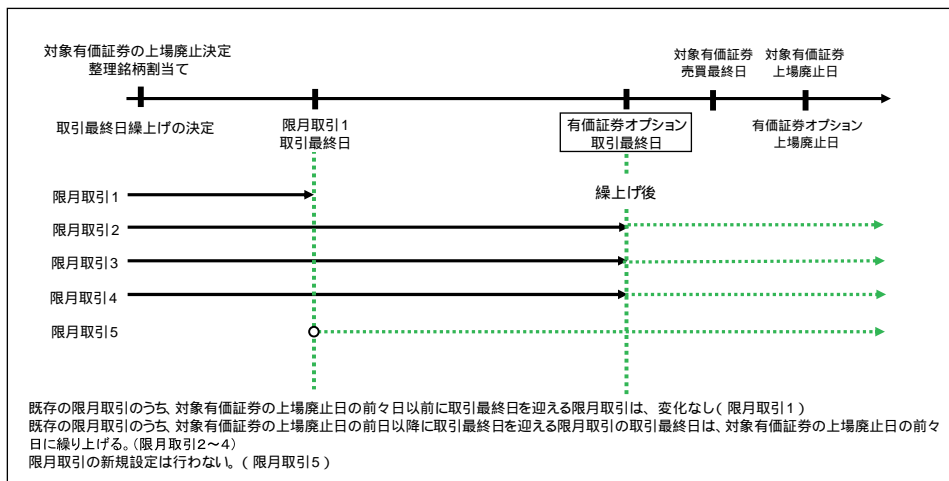 対象有価証券の上場廃止決定
整理銘柄割当て
対象有価証券
売買最終日
対象有価証券
上場廃止日
取引最終日繰上げの決定
限月取引1
取引最終日
有価証券オプション
取引最終日
有価証券オプション
上場廃止日
繰上げ後
限月取引1
限月取引2
限月取引3
限月取引4
限月取引5
既存の限月取引のうち、対象有価証券の上場廃止日の前々日以前に取引最終日を迎える限月取引は、変化なし(限月取引1)
既存の限月取引のうち、対象有価証券の上場廃止日の前日以降に取引最終日を迎える限月取引の取引最終日は、対象有価証券の上場廃止日の前々
日に繰り上げる。(限月取引2~4)
限月取引の新規設定は行わない。(限月取引5)